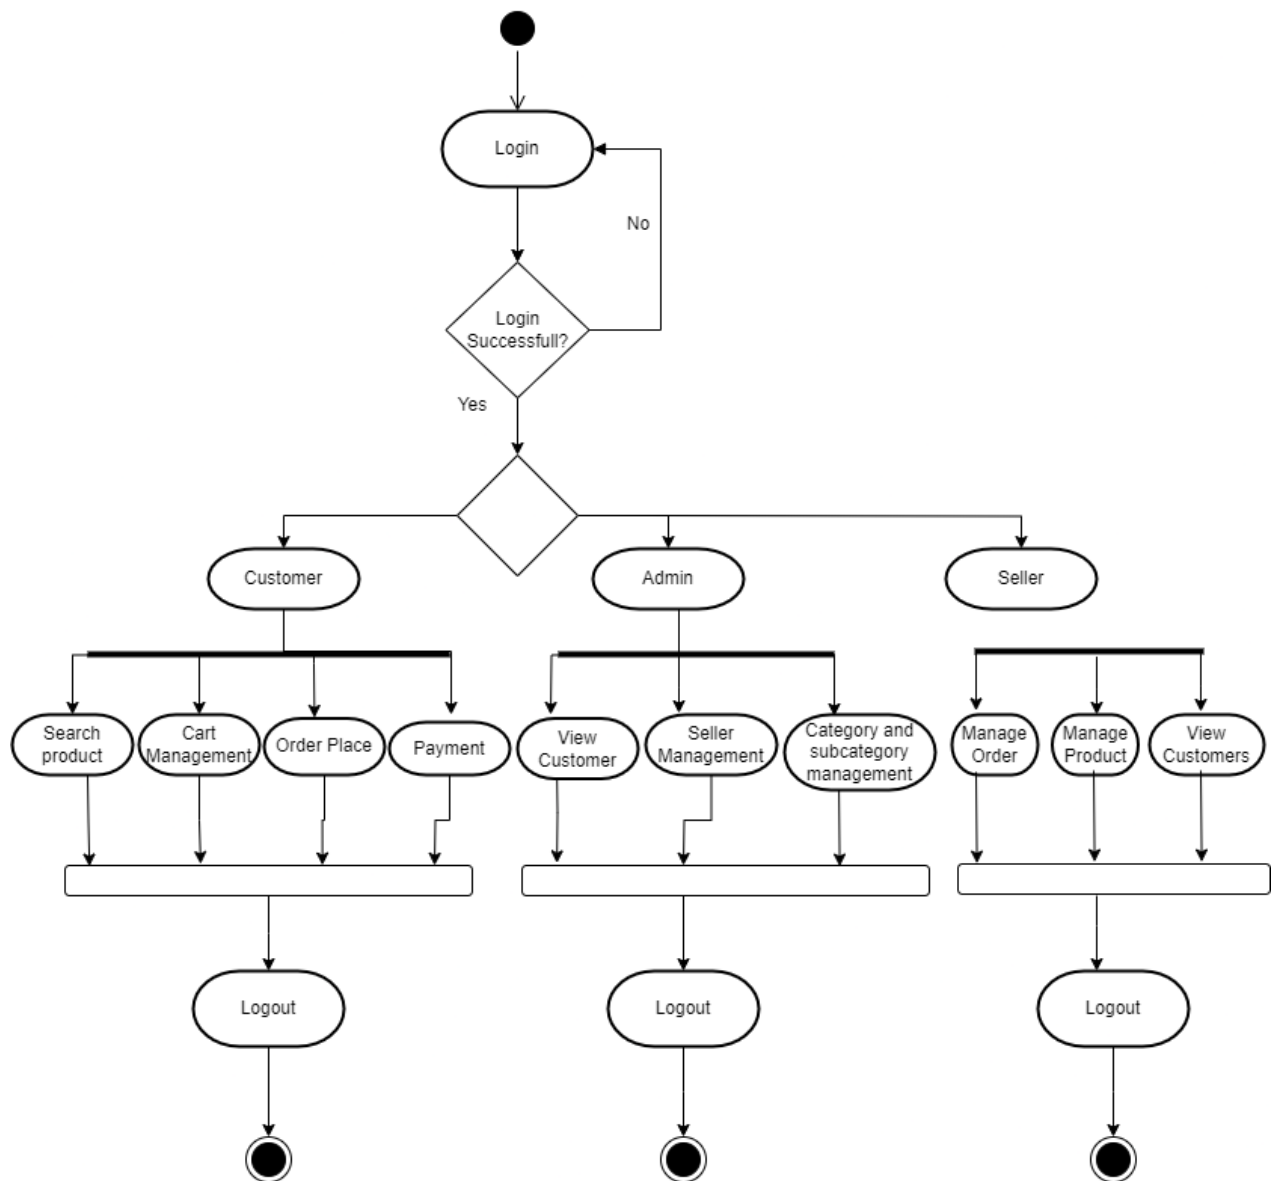 Login
No
Login
Successfull?
Yes
Customer
Admin
Seller
Search
product
Cart
Management
Order Place
Payment
View
Customer
Seller
Management
Category and
subcategory
management
Manage
Order
Manage
Product
View
Customers
Logout
Logout
Logout